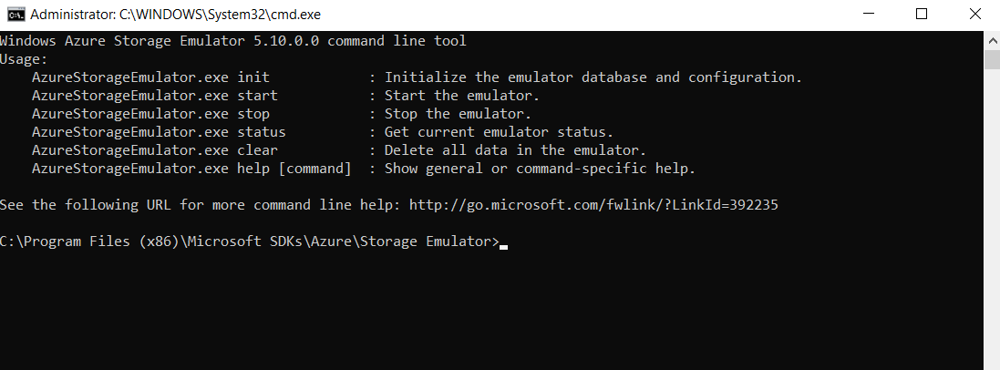 Administrator: C:\WINDOWS\System32\cmd.exe
Windows Azure Storage Emulator 5.10.0.0 command line tool
Usage:
    AzureStorageEmulator.exe init            : Initialize the emulator database and configuration.
    AzureStorageEmulator.exe start           : Start the emulator.
    AzureStorageEmulator.exe stop            : Stop the emulator.
    AzureStorageEmulator.exe status          : Get current emulator status.
    AzureStorageEmulator.exe clear           : Delete all data in the emulator.
    AzureStorageEmulator.exe help [command]  : Show general or command-specific help.
See the following URL for more command line help: http://go.microsoft.com/fwlink/?LinkId=392235
C:\Program Files (x86)\Microsoft SDKs\Azure\Storage Emulator>